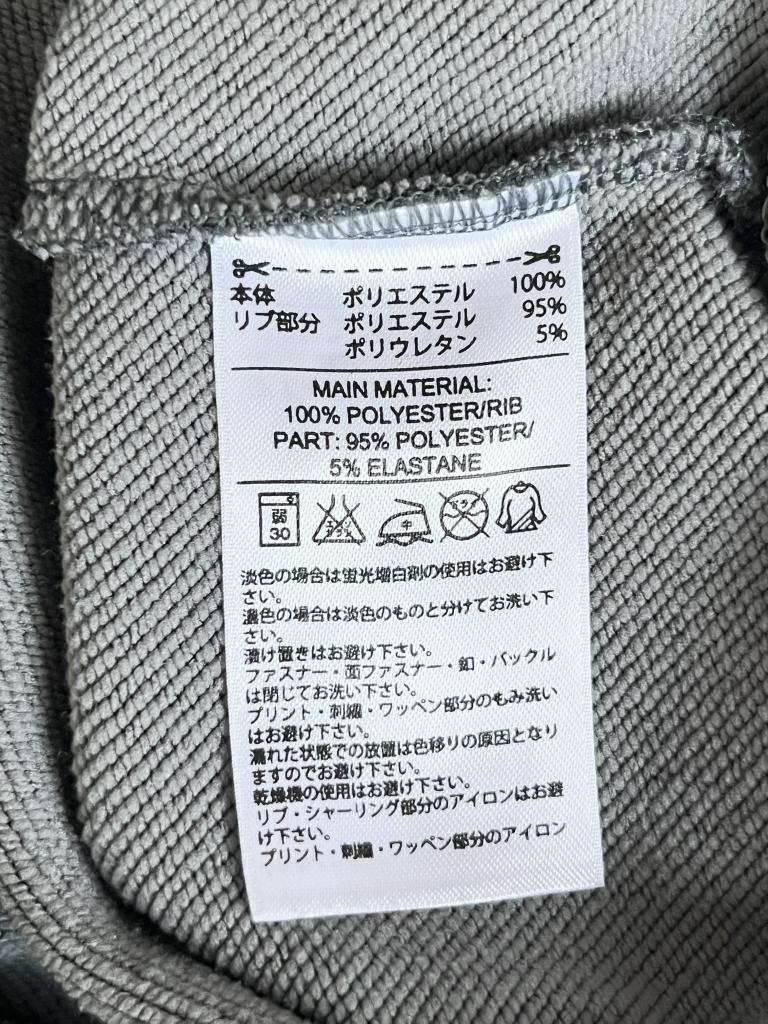 本体 ポリエステル 100%
リブ部分 ポリエステル 95%
ポリウレタン 5%
MAIN MATERIAL:
100% POLYESTER/RIB
PART: 95% POLYESTER/
5% ELASTANE
弱 30 エンソ サラシ 中 ドライ
淡色の場合は蛍光増白剤の使用はお避け下
さい。
濃色の場合は淡色のものと分けてお洗い下
さい。
漬け置きはお避け下さい。
ファスナー・面ファスナー・釦・バックル
は閉じてお洗い下さい。
プリント・刺繍・ワッペン部分のもみ洗い
はお避け下さい。
濡れた状態での放置は色移りの原因となり
ますのでお避け下さい。
乾燥機の使用はお避け下さい。
リブ・シャーリング部分のアイロンはお避
け下さい。
プリント・刺繍・ワッペン部分のアイロン